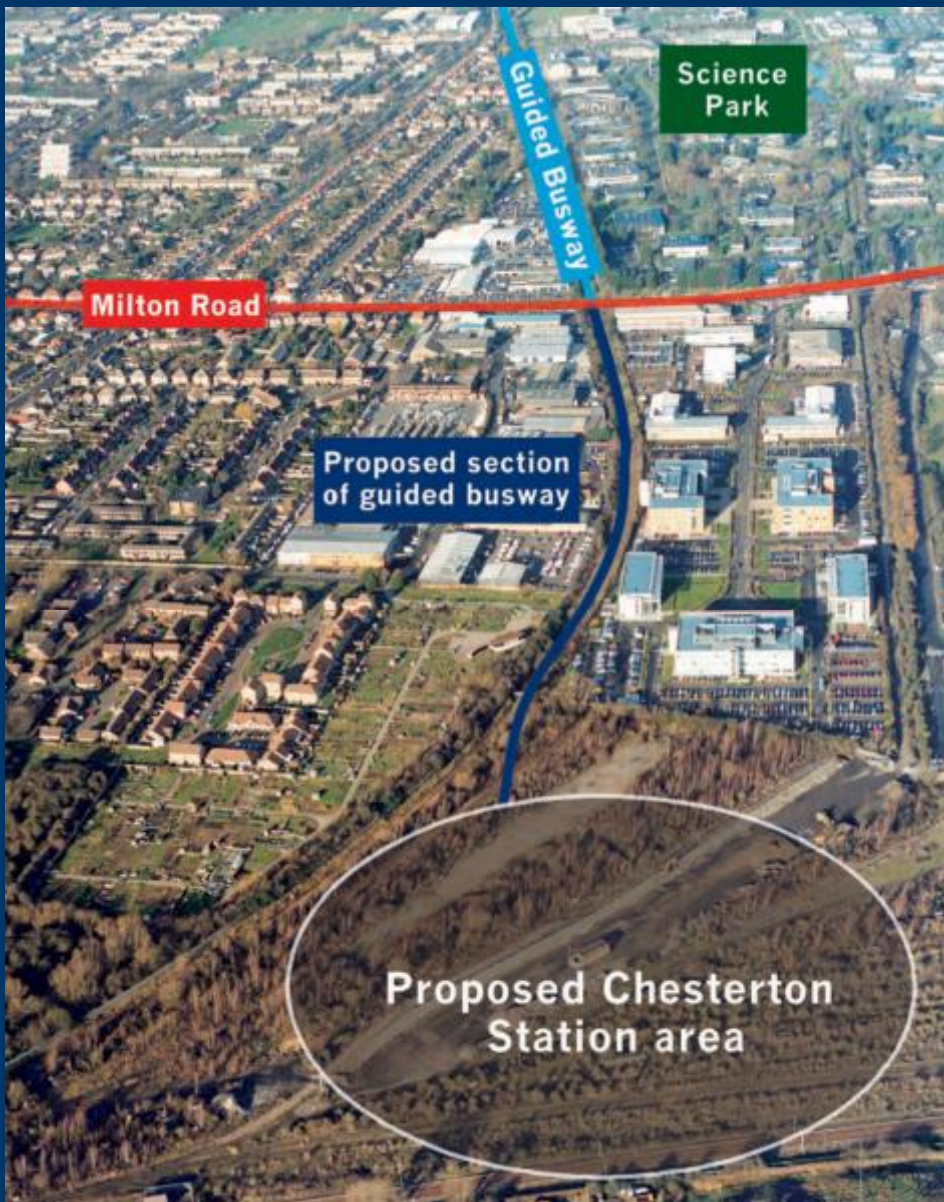 Guided Busway
Science
Park
Milton Road
Proposed section
of guided busway
Proposed Chesterton
Station area